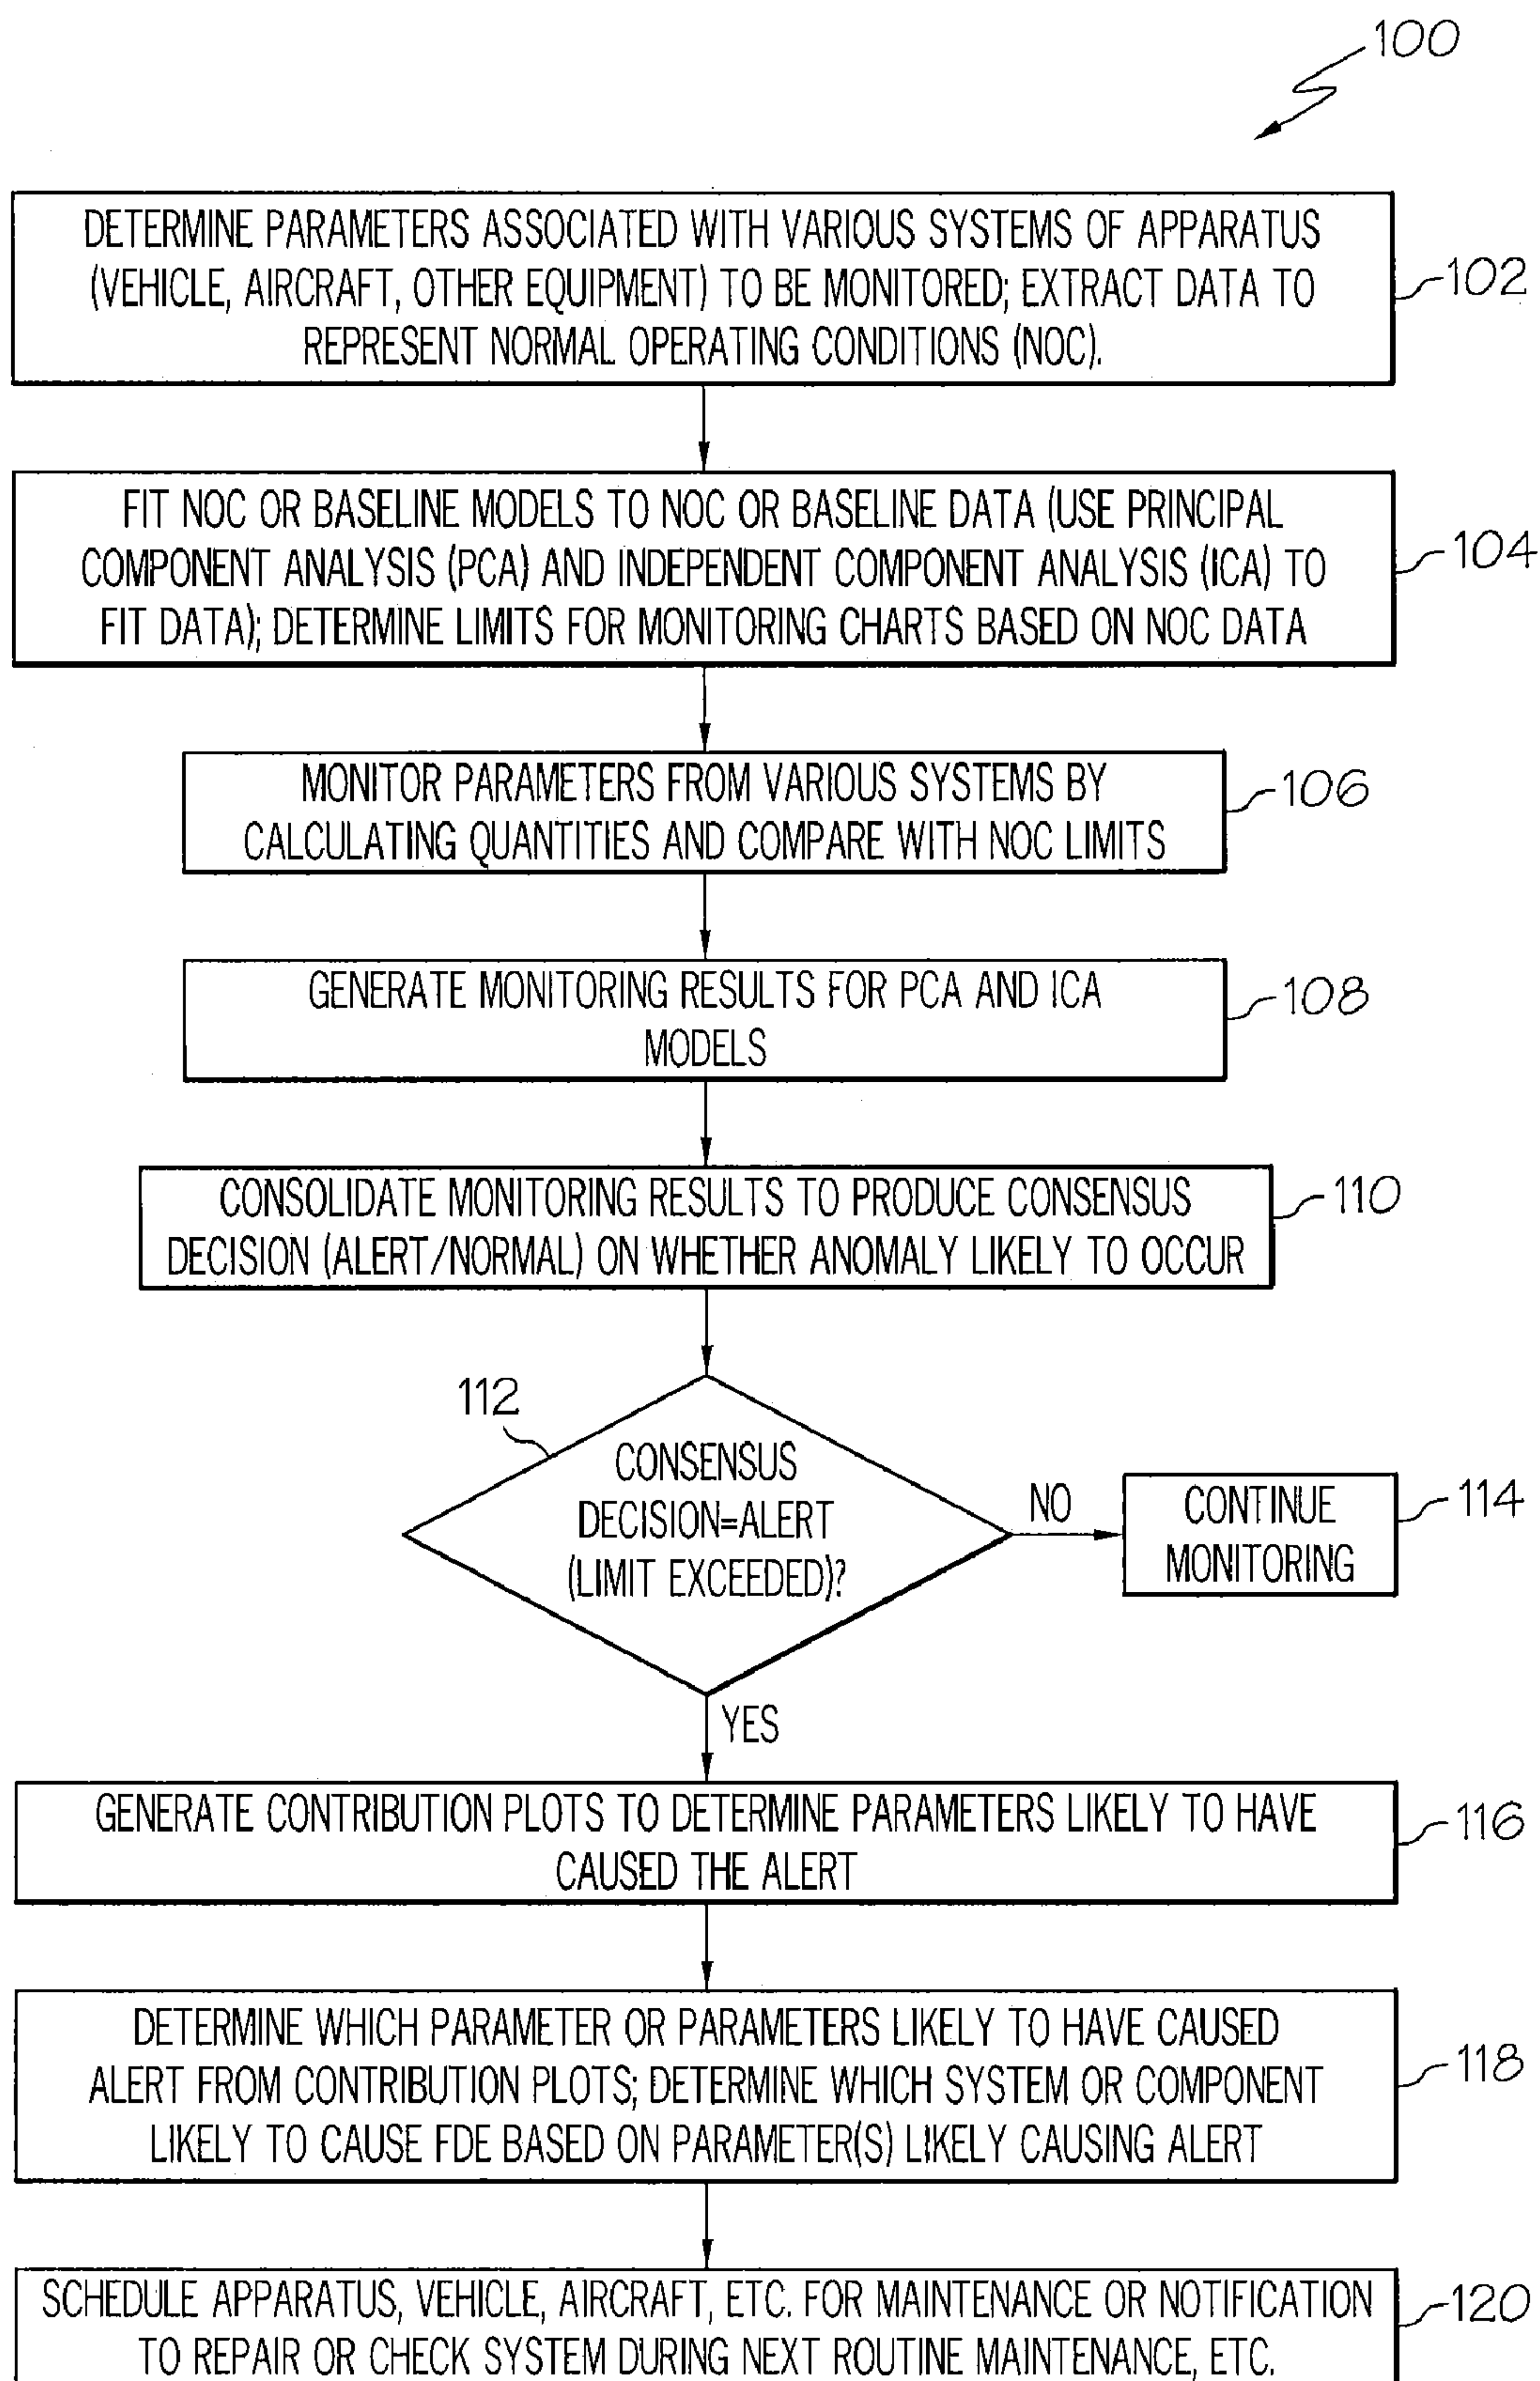 100
DETERMINE PARAMETERS ASSOCIATED WITH VARIOUS SYSTEMS OF APPARATUS
(VEHICLE, AIRCRAFT, OTHER EQUIPMENT) TO BE MONITORED; EXTRACT DATA TO
REPRESENT NORMAL OPERATING CONDITIONS (NOC).
102
FIT NOC OR BASELINE MODELS TO NOC OR BASELINE DATA (USE PRINCIPAL
COMPONENT ANALYSIS (PCA) AND INDEPENDENT COMPONENT ANALYSIS (ICA) TO
FIT DATA); DETERMINE LIMITS FOR MONITORING CHARTS BASED ON NOC DATA
104
MONITOR PARAMETERS FROM VARIOUS SYSTEMS BY
CALCULATING QUANTITIES AND COMPARE WITH NOC LIMITS
106
GENERATE MONITORING RESULTS FOR PCA AND ICA
MODELS
108
CONSOLIDATE MONITORING RESULTS TO PRODUCE CONSENSUS
DECISION (ALERT/NORMAL) ON WHETHER ANOMALY LIKELY TO OCCUR
110
112
CONSENSUS
DECISION=ALERT
(LIMIT EXCEEDED)?
NO
CONTINUE
MONITORING
114
YES
GENERATE CONTRIBUTION PLOTS TO DETERMINE PARAMETERS LIKELY TO HAVE
CAUSED THE ALERT
116
DETERMINE WHICH PARAMETER OR PARAMETERS LIKELY TO HAVE CAUSED
ALERT FROM CONTRIBUTION PLOTS; DETERMINE WHICH SYSTEM OR COMPONENT
LIKELY TO CAUSE FDE BASED ON PARAMETER(S) LIKELY CAUSING ALERT
118
SCHEDULE APPARATUS, VEHICLE, AIRCRAFT, ETC. FOR MAINTENANCE OR NOTIFICATION
TO REPAIR OR CHECK SYSTEM DURING NEXT ROUTINE MAINTENANCE, ETC.
120